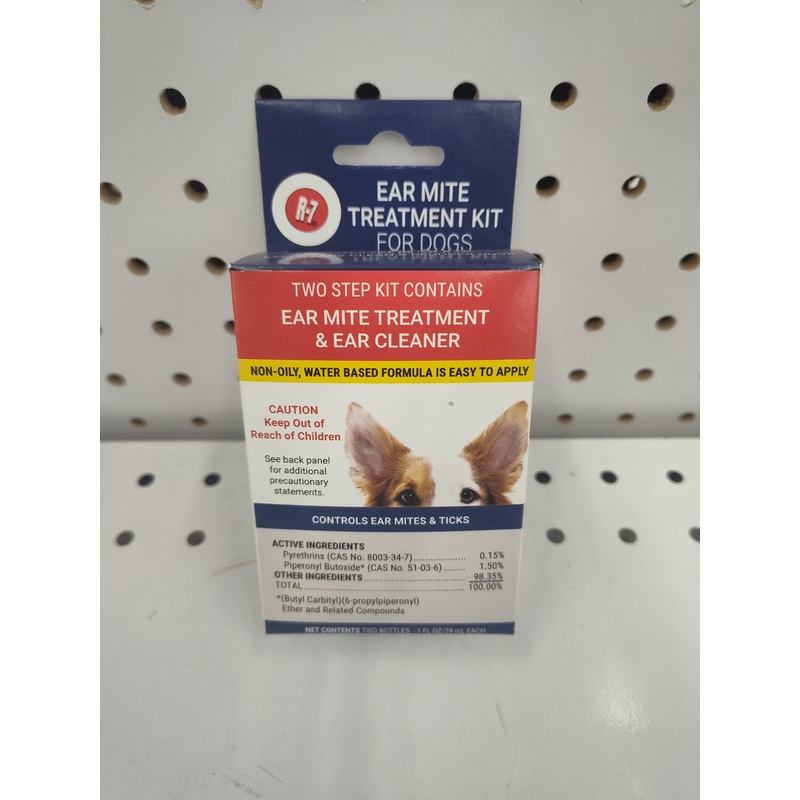 R-7®
EAR MITE
TREATMENT KIT
FOR DOGS
TWO STEP KIT CONTAINS
EAR MITE TREATMENT
& EAR CLEANER
NON-OILY, WATER BASED FORMULA IS EASY TO APPLY
CAUTION
Keep Out of
Reach of Children
See back panel
for additional
precautionary
statements.
CONTROLS EAR MITES & TICKS
ACTIVE INGREDIENTS
Pyrethrins (CAS No. 8003-34-7)................. 0.15%
Piperonyl Butoxide* (CAS No. 51-03-6) ....... 1.50%
OTHER INGREDIENTS ................................ 98.35%
TOTAL .................................................... 100.00%
*(Butyl Carbityl)(6-propylpiperonyl)
Ether and Related Compounds
NET CONTENTS TWO BOTTLES - 1 FL OZ/29 mL EACH